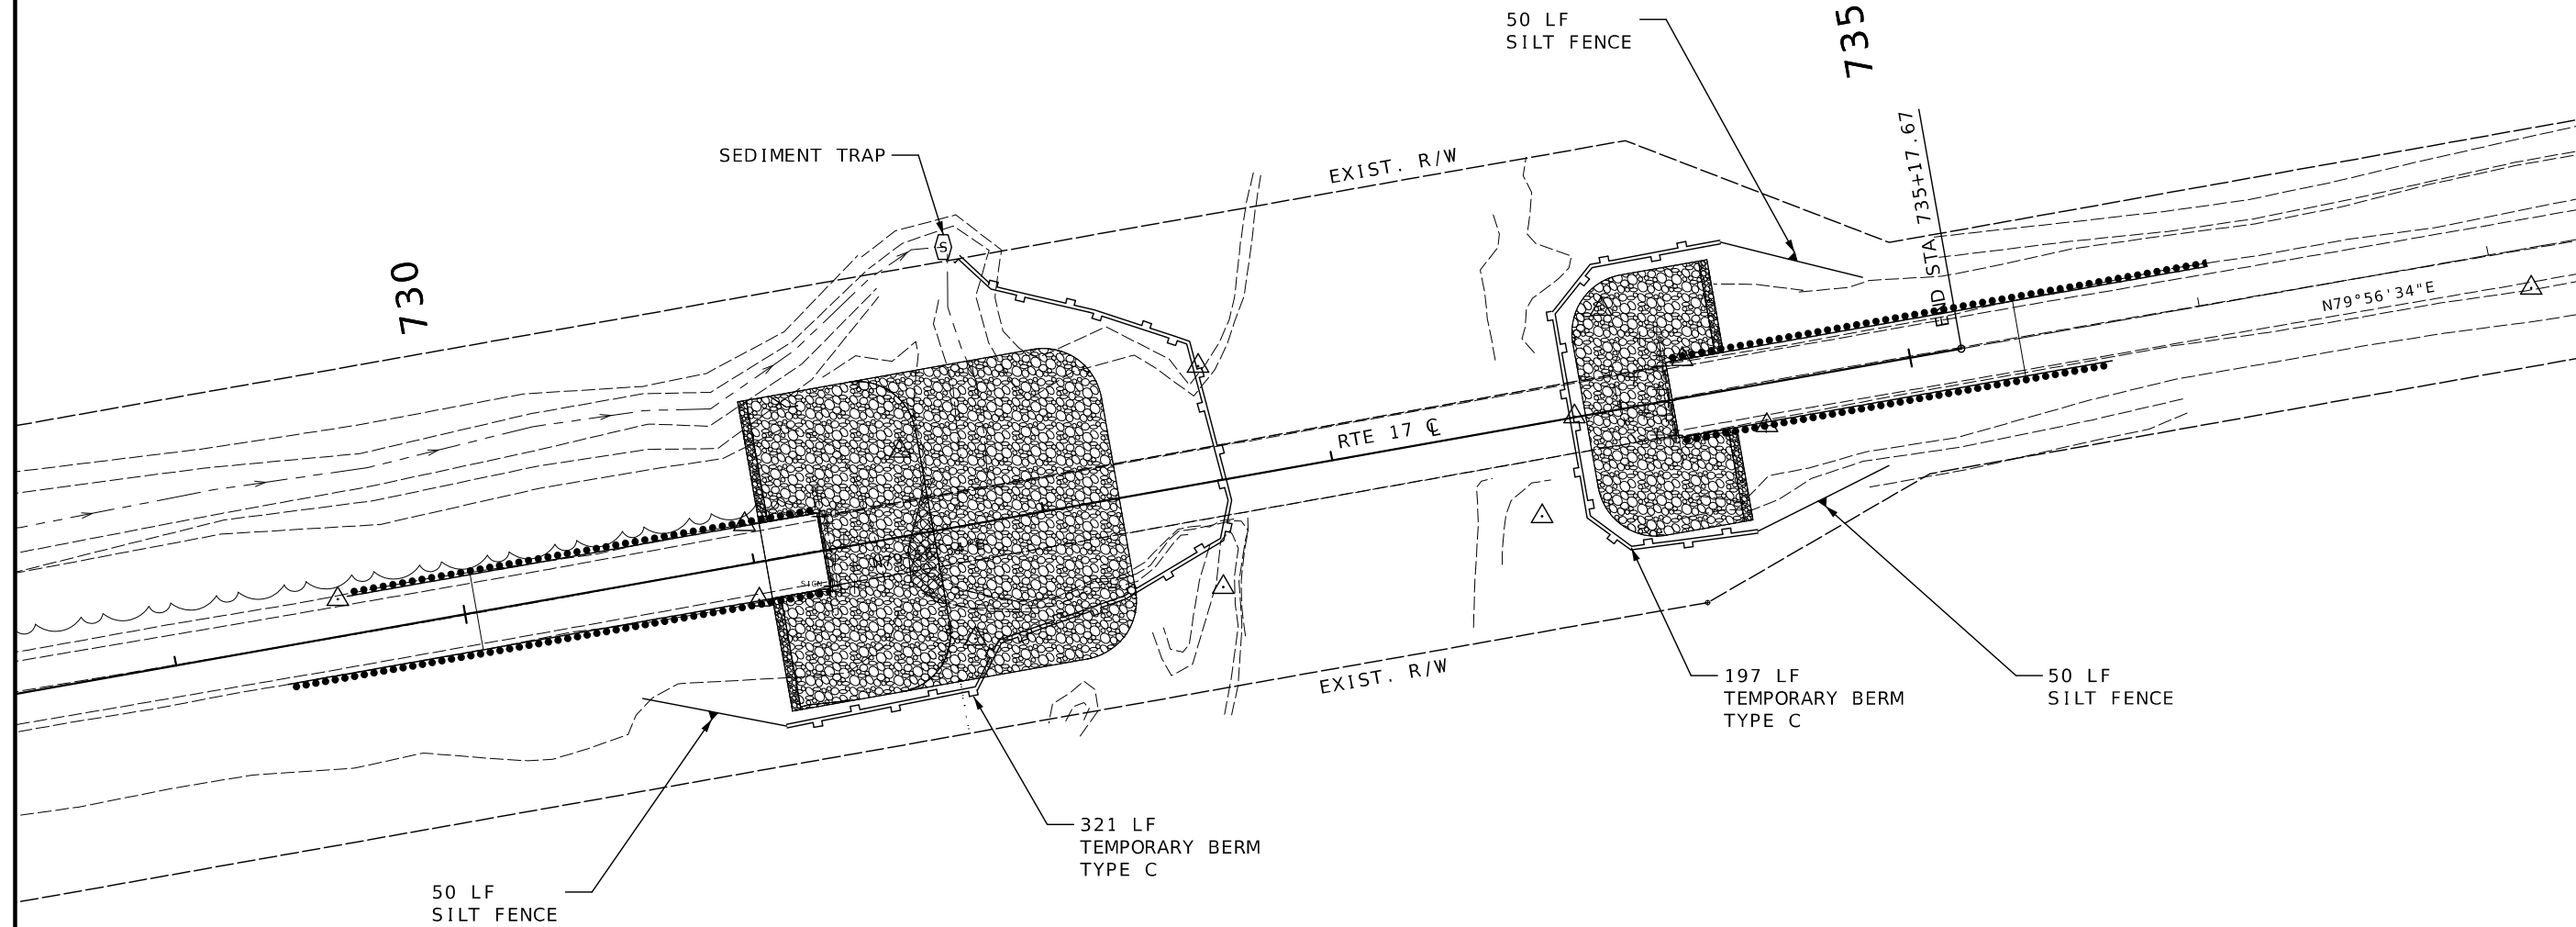 50 LF
SILT FENCE
735
END STA 735+17.67
SEDIMENT TRAP
S
EXIST. R/W
730
N79°56'34"E
RTE 17 ℄
SIGN
EXIST. R/W
197 LF
TEMPORARY BERM
TYPE C
50 LF
SILT FENCE
321 LF
TEMPORARY BERM
TYPE C
50 LF
SILT FENCE